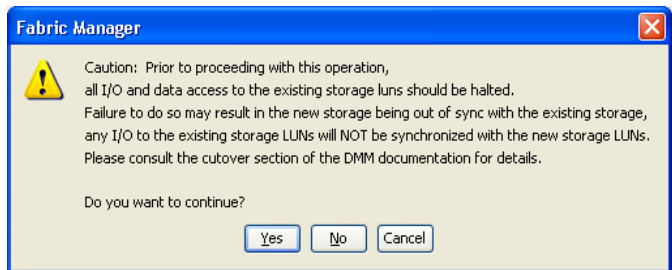 Fabric Manager
Caution: Prior to proceeding with this operation,
all I/O and data access to the existing storage luns should be halted.
Failure to do so may result in the new storage being out of sync with the existing storage,
any I/O to the existing storage LUNs will NOT be synchronized with the new storage LUNs.
Please consult the cutover section of the DMM documentation for details.
Do you want to continue?
Yes No Cancel